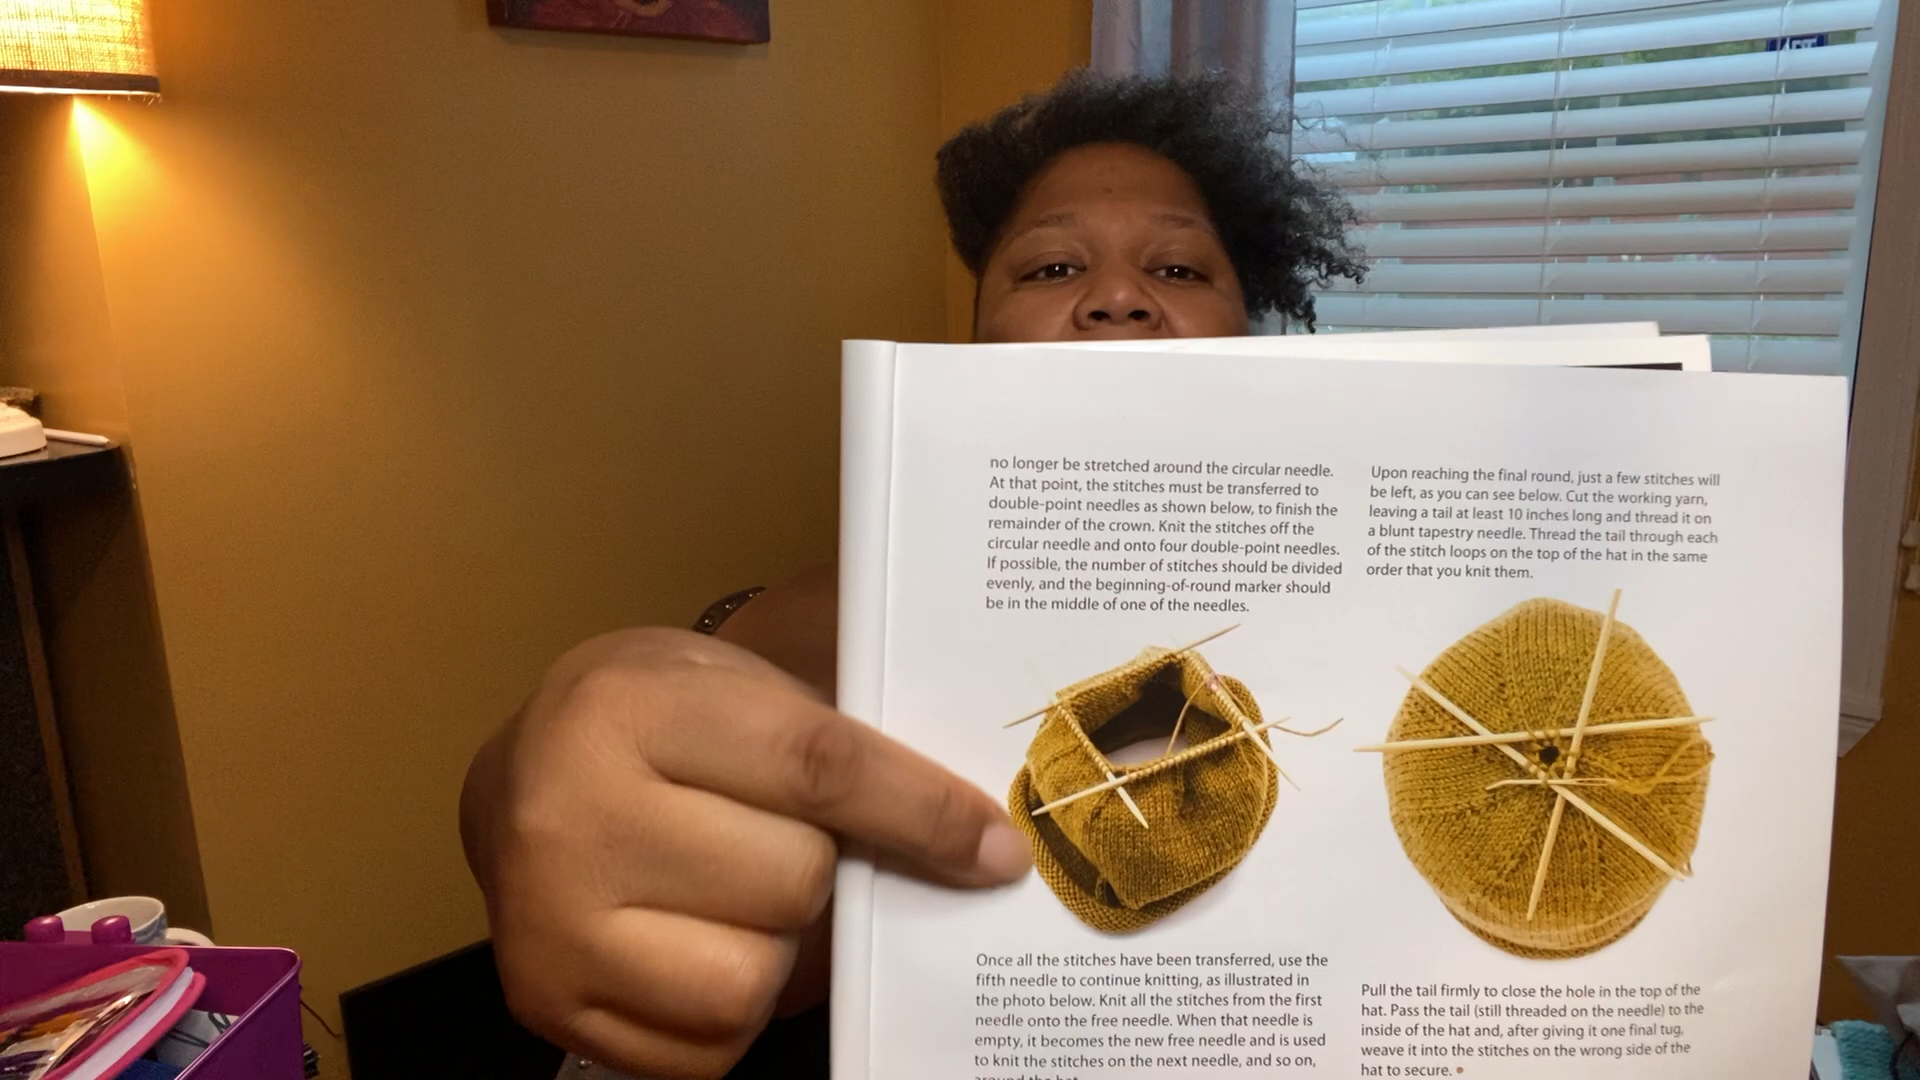 no longer be stretched around the circular needle.
At that point, the stitches must be transferred to
double-point needles as shown below, to finish the
remainder of the crown. Knit the stitches off the
circular needle and onto four double-point needles.
If possible, the number of stitches should be divided
evenly, and the beginning-of-round marker should
be in the middle of one of the needles.
Once all the stitches have been transferred, use the
fifth needle to continue knitting, as illustrated in
the photo below. Knit all the stitches from the first
needle onto the free needle. When that needle is
empty, it becomes the new free needle and is used
to knit the stitches on the next needle, and so on,
around the hat.
Upon reaching the final round, just a few stitches will
be left, as you can see below. Cut the working yarn,
leaving a tail at least 10 inches long and thread it on
a blunt tapestry needle. Thread the tail through each
of the stitch loops on the top of the hat in the same
order that you knit them.
Pull the tail firmly to close the hole in the top of the
hat. Pass the tail (still threaded on the needle) to the
inside of the hat and, after giving it one final tug,
weave it into the stitches on the wrong side of the
hat to secure.